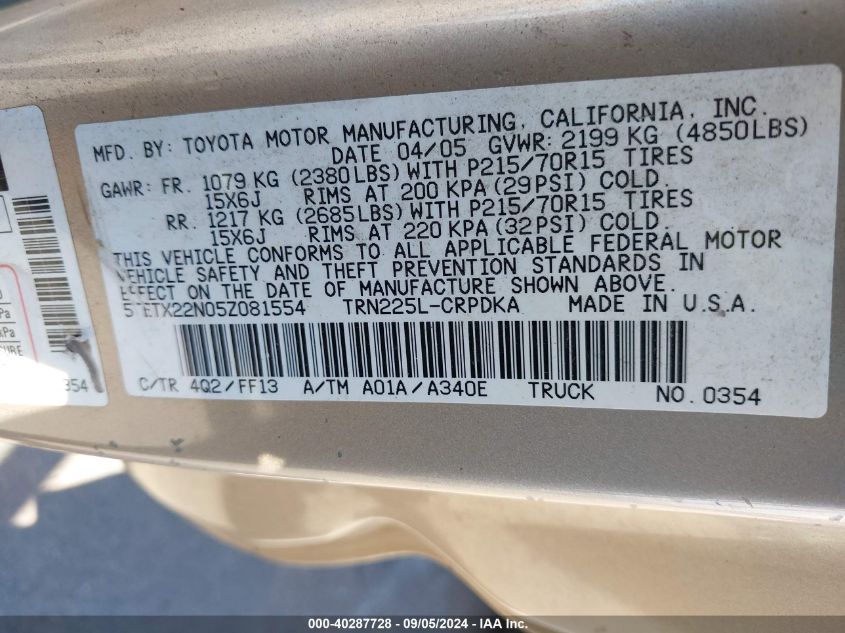 MFD. BY: TOYOTA MOTOR MANUFACTURING, CALIFORNIA, INC.
DATE 04/05 GVWR: 2199 KG (4850LBS)
GAWR: FR. 1079 KG (2380LBS) WITH P215/70R15 TIRES
15X6J RIMS AT 200 KPA (29PSI) COLD.
RR. 1217 KG (2685LBS) WITH P215/70R15 TIRES
15X6J RIMS AT 220 KPA (32PSI) COLD.
THIS VEHICLE CONFORMS TO ALL APPLICABLE FEDERAL MOTOR
VEHICLE SAFETY AND THEFT PREVENTION STANDARDS IN
EFFECT ON THE DATE OF MANUFACTURE SHOWN ABOVE.
5TETX22N05Z081554 TRN225L-CRPDKA MADE IN U.S.A.
C/TR 4Q2/FF13 A/TM A01A/A340E TRUCK NO. 0354
kPa
354
000-40287728 - 09/05/2024 - IAA Inc.